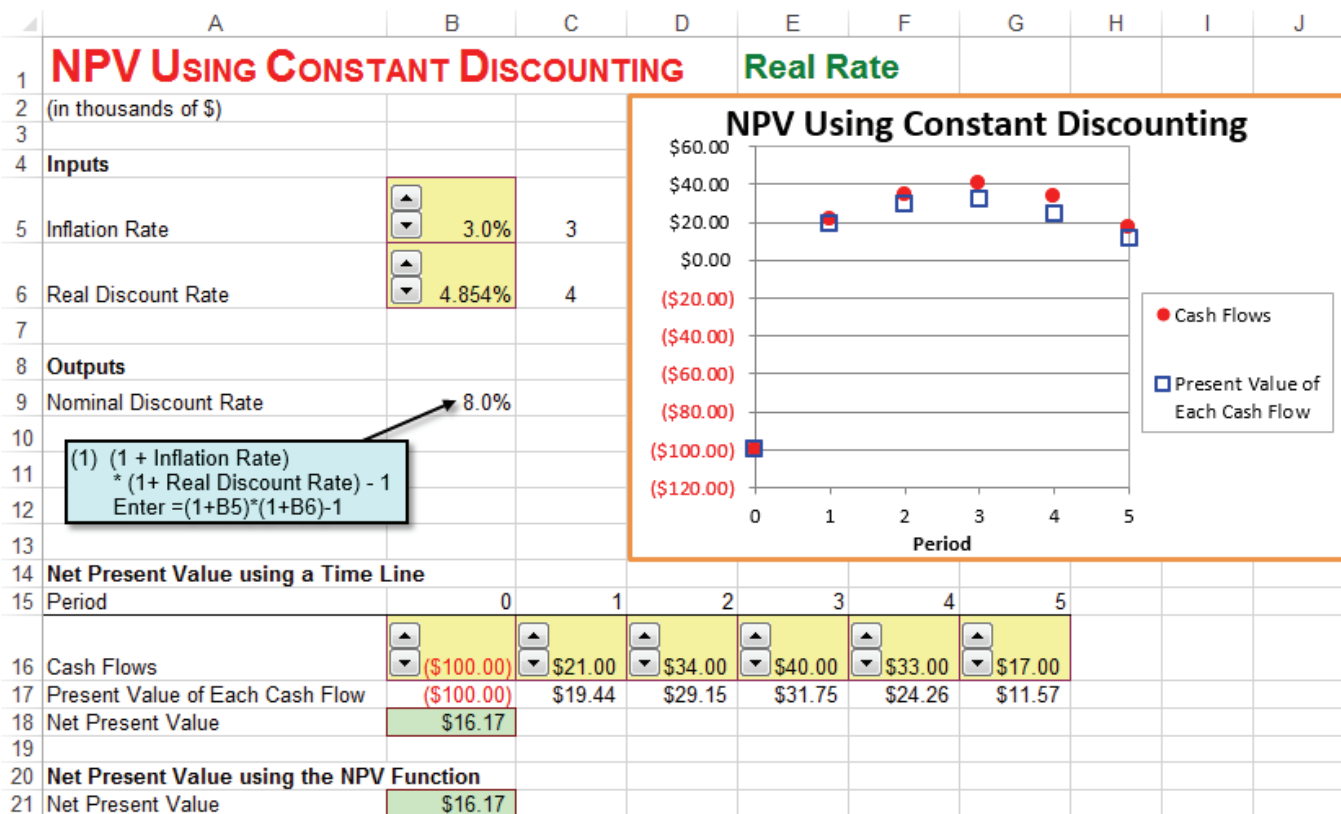 A B C D E F G H I J
1 NPV USING CONSTANT DISCOUNTING Real Rate
2 (in thousands of $)
3
4 Inputs
5 Inflation Rate 3.0% 3
6 Real Discount Rate 4.854% 4
7
8 Outputs
9 Nominal Discount Rate 8.0%
10
11
12
13
(1) (1 + Inflation Rate)
* (1+ Real Discount Rate) - 1
Enter =(1+B5)*(1+B6)-1
NPV Using Constant Discounting
$60.00
$40.00
$20.00
$0.00
($20.00)
($40.00)
($60.00)
($80.00)
($100.00)
($120.00)
0 1 2 3 4 5
Period
Cash Flows
Present Value of
Each Cash Flow
14 Net Present Value using a Time Line
15 Period 0 1 2 3 4 5
16 Cash Flows ($100.00) $21.00 $34.00 $40.00 $33.00 $17.00
17 Present Value of Each Cash Flow ($100.00) $19.44 $29.15 $31.75 $24.26 $11.57
18 Net Present Value $16.17
19
20 Net Present Value using the NPV Function
21 Net Present Value $16.17